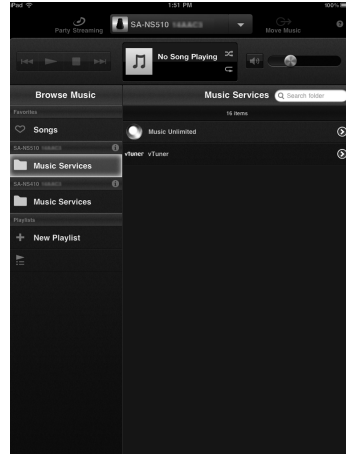 iPad 1:51 PM 100%
Party Streaming SA-NS510 Move Music
No Song Playing
Browse Music Music Services Search folder
Favorites 16 items
Songs Music Unlimited
SA-NS510
Music Services vTuner vTuner
SA-NS410
Music Services
Playlists
New Playlist